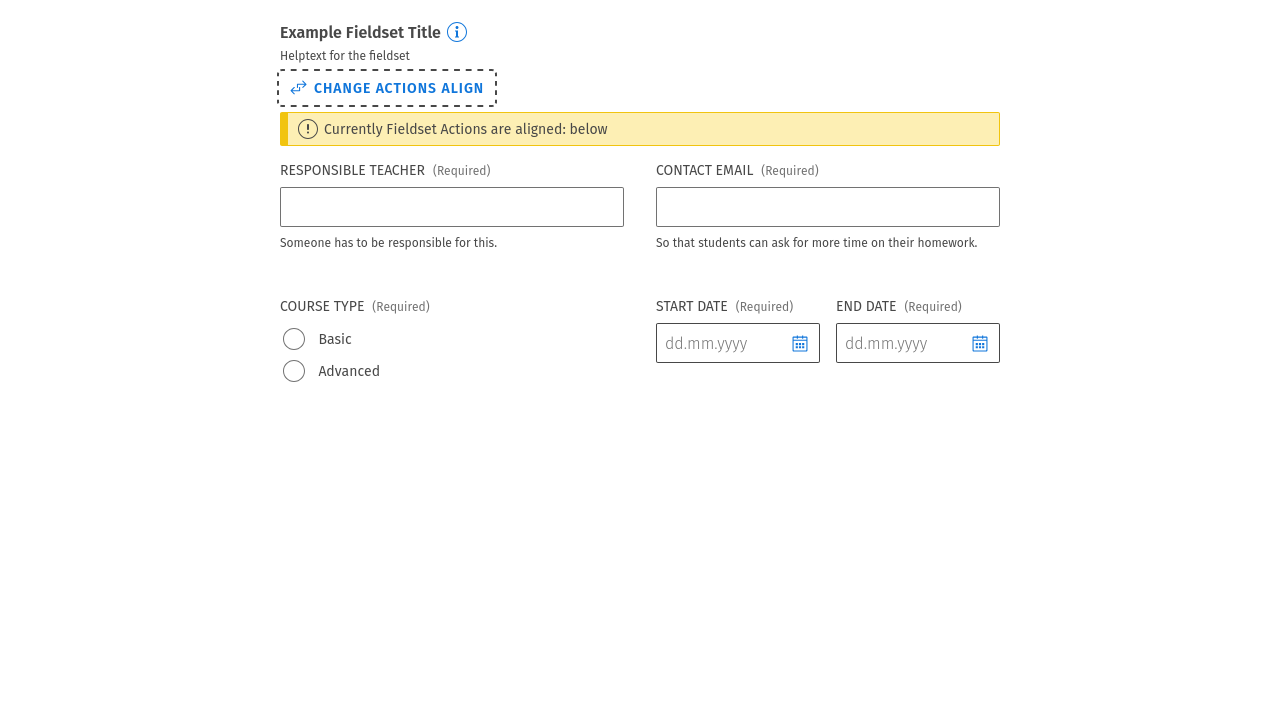 Example Fieldset Title
Helptext for the fieldset
CHANGE ACTIONS ALIGN
Currently Fieldset Actions are aligned: below
RESPONSIBLE TEACHER (Required)
CONTACT EMAIL (Required)
Someone has to be responsible for this.
So that students can ask for more time on their homework.
COURSE TYPE (Required)
START DATE (Required)
END DATE (Required)
Basic
dd.mm.yyyy
dd.mm.yyyy
Advanced